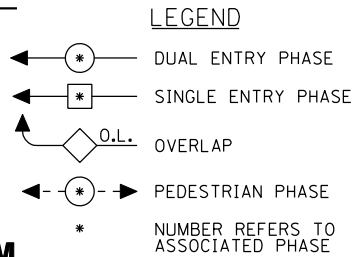 LEGEND
* DUAL ENTRY PHASE
* SINGLE ENTRY PHASE
O.L. OVERLAP
* PEDESTRIAN PHASE
* NUMBER REFERS TO
ASSOCIATED PHASE
M